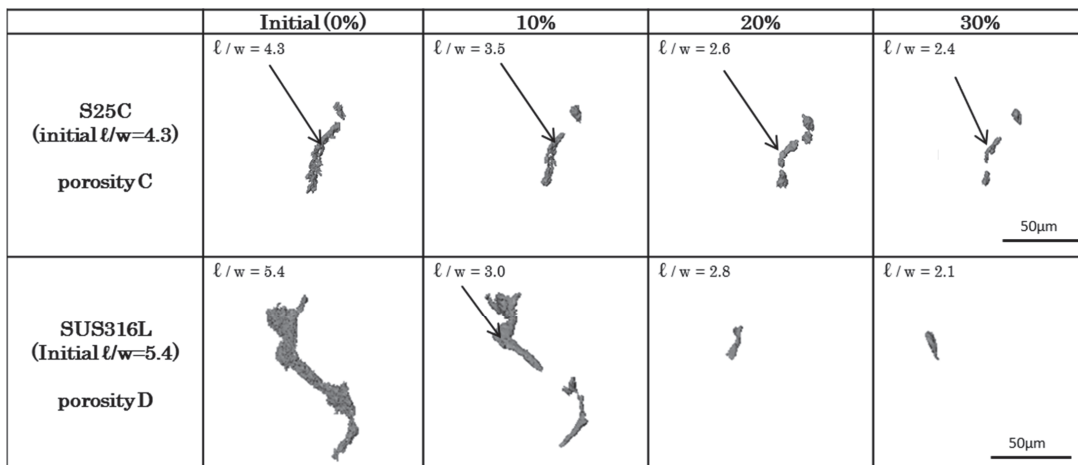 Initial (0%)
10%
20%
30%
S25C
(initial ℓ/w=4.3)
porosity C
ℓ / w = 4.3
ℓ / w = 3.5
ℓ / w = 2.6
ℓ / w = 2.4
50μm
SUS316L
(Initial ℓ/w=5.4)
porosity D
ℓ / w = 5.4
ℓ / w = 3.0
ℓ / w = 2.8
ℓ / w = 2.1
50μm